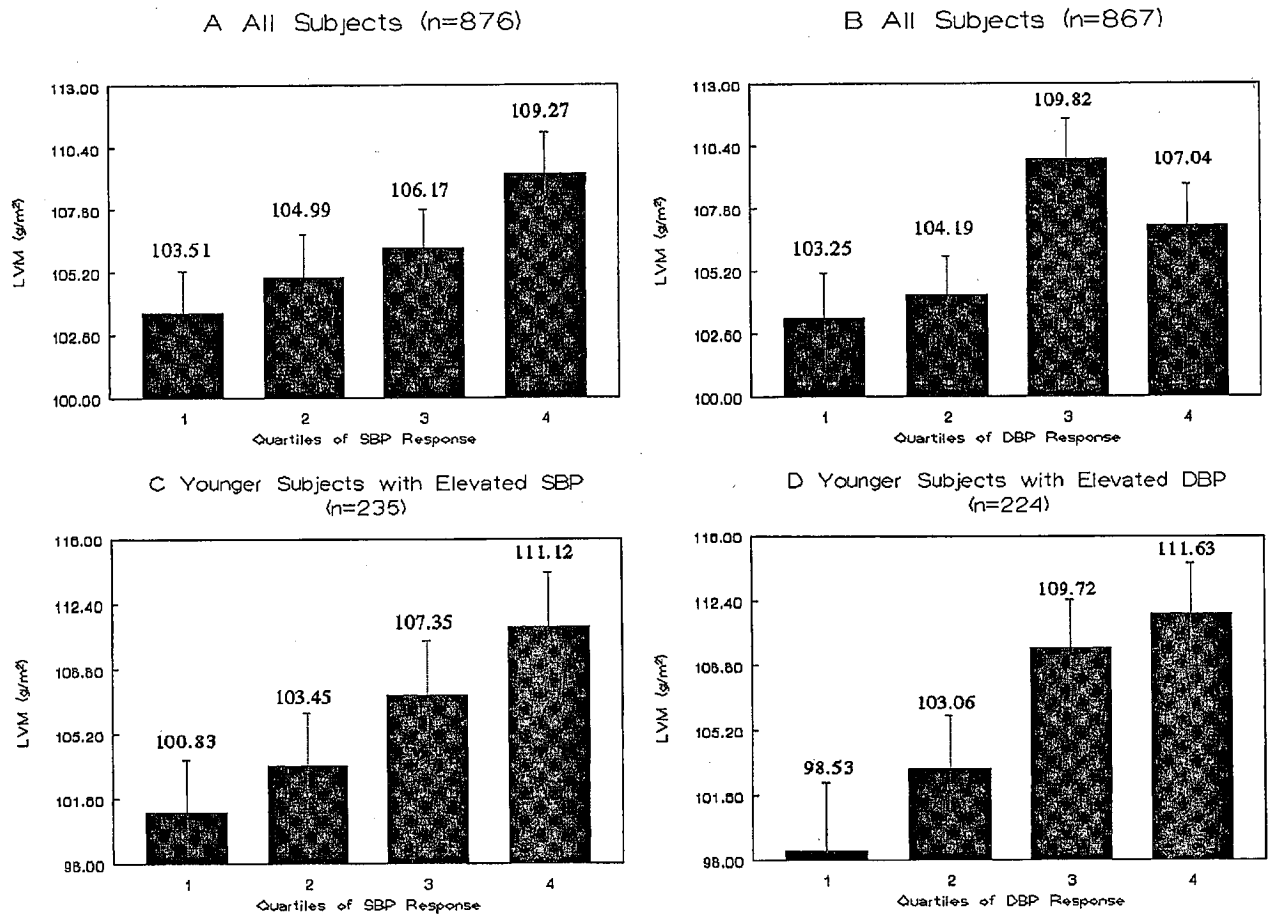 A All Subjects (n=876)
113.00
110.40
107.80
105.20
102.60
100.00
LVM (g/m²)
103.51
104.99
106.17
109.27
1 2 3 4
Quartiles of SBP Response
B All Subjects (n=867)
113.00
110.40
107.80
105.20
102.60
100.00
LVM (g/m²)
103.25
104.19
109.82
107.04
1 2 3 4
Quartiles of DBP Response
C Younger Subjects with Elevated SBP
(n=235)
116.00
112.40
108.80
105.20
101.60
98.00
LVM (g/m²)
100.83
103.45
107.35
111.12
1 2 3 4
Quartiles of SBP Response
D Younger Subjects with Elevated DBP
(n=224)
116.00
112.40
108.80
105.20
101.60
98.00
LVM (g/m²)
98.53
103.06
109.72
111.63
1 2 3 4
Quartiles of DBP Response